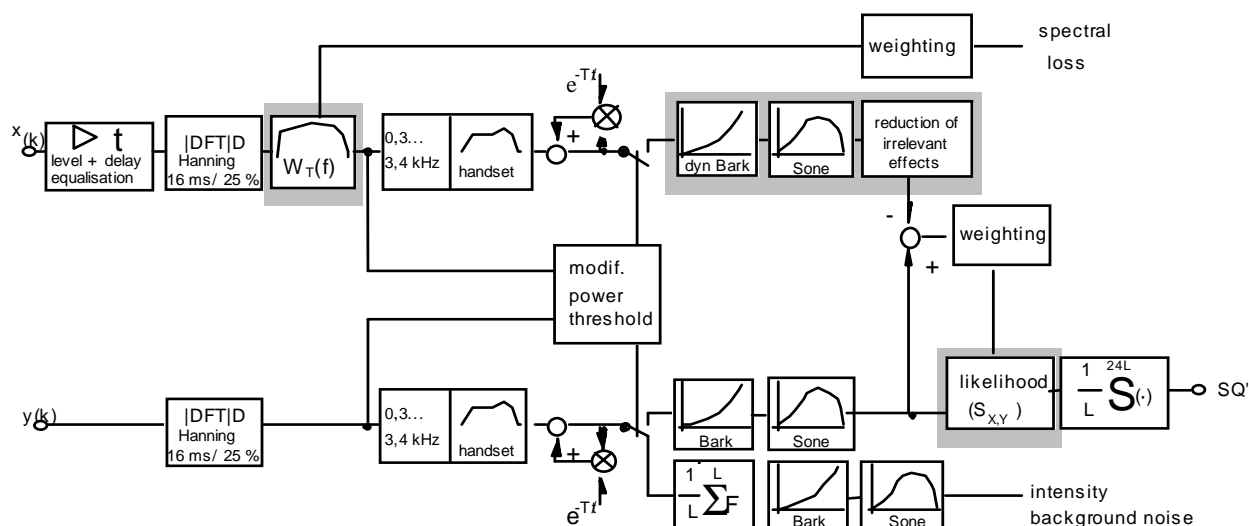 spectral
loss
weighting
e^-Tt
x(k)
t
level + delay
equalisation
|DFT|D
Hanning
16 ms/ 25 %
W_T(f)
0,3...
3,4 kHz
handset
+
dyn Bark
Sone
reduction of
irrelevant
effects
-
weighting
+
modif.
power
threshold
y(k)
|DFT|D
Hanning
16 ms/ 25 %
0,3...
3,4 kHz
handset
+
e^-Tt
Bark
Sone
likelihood
(S_X,Y )
1
L
24L
S(·)
SQ'
1
L
L
Σ F
Bark
Sone
intensity
background noise